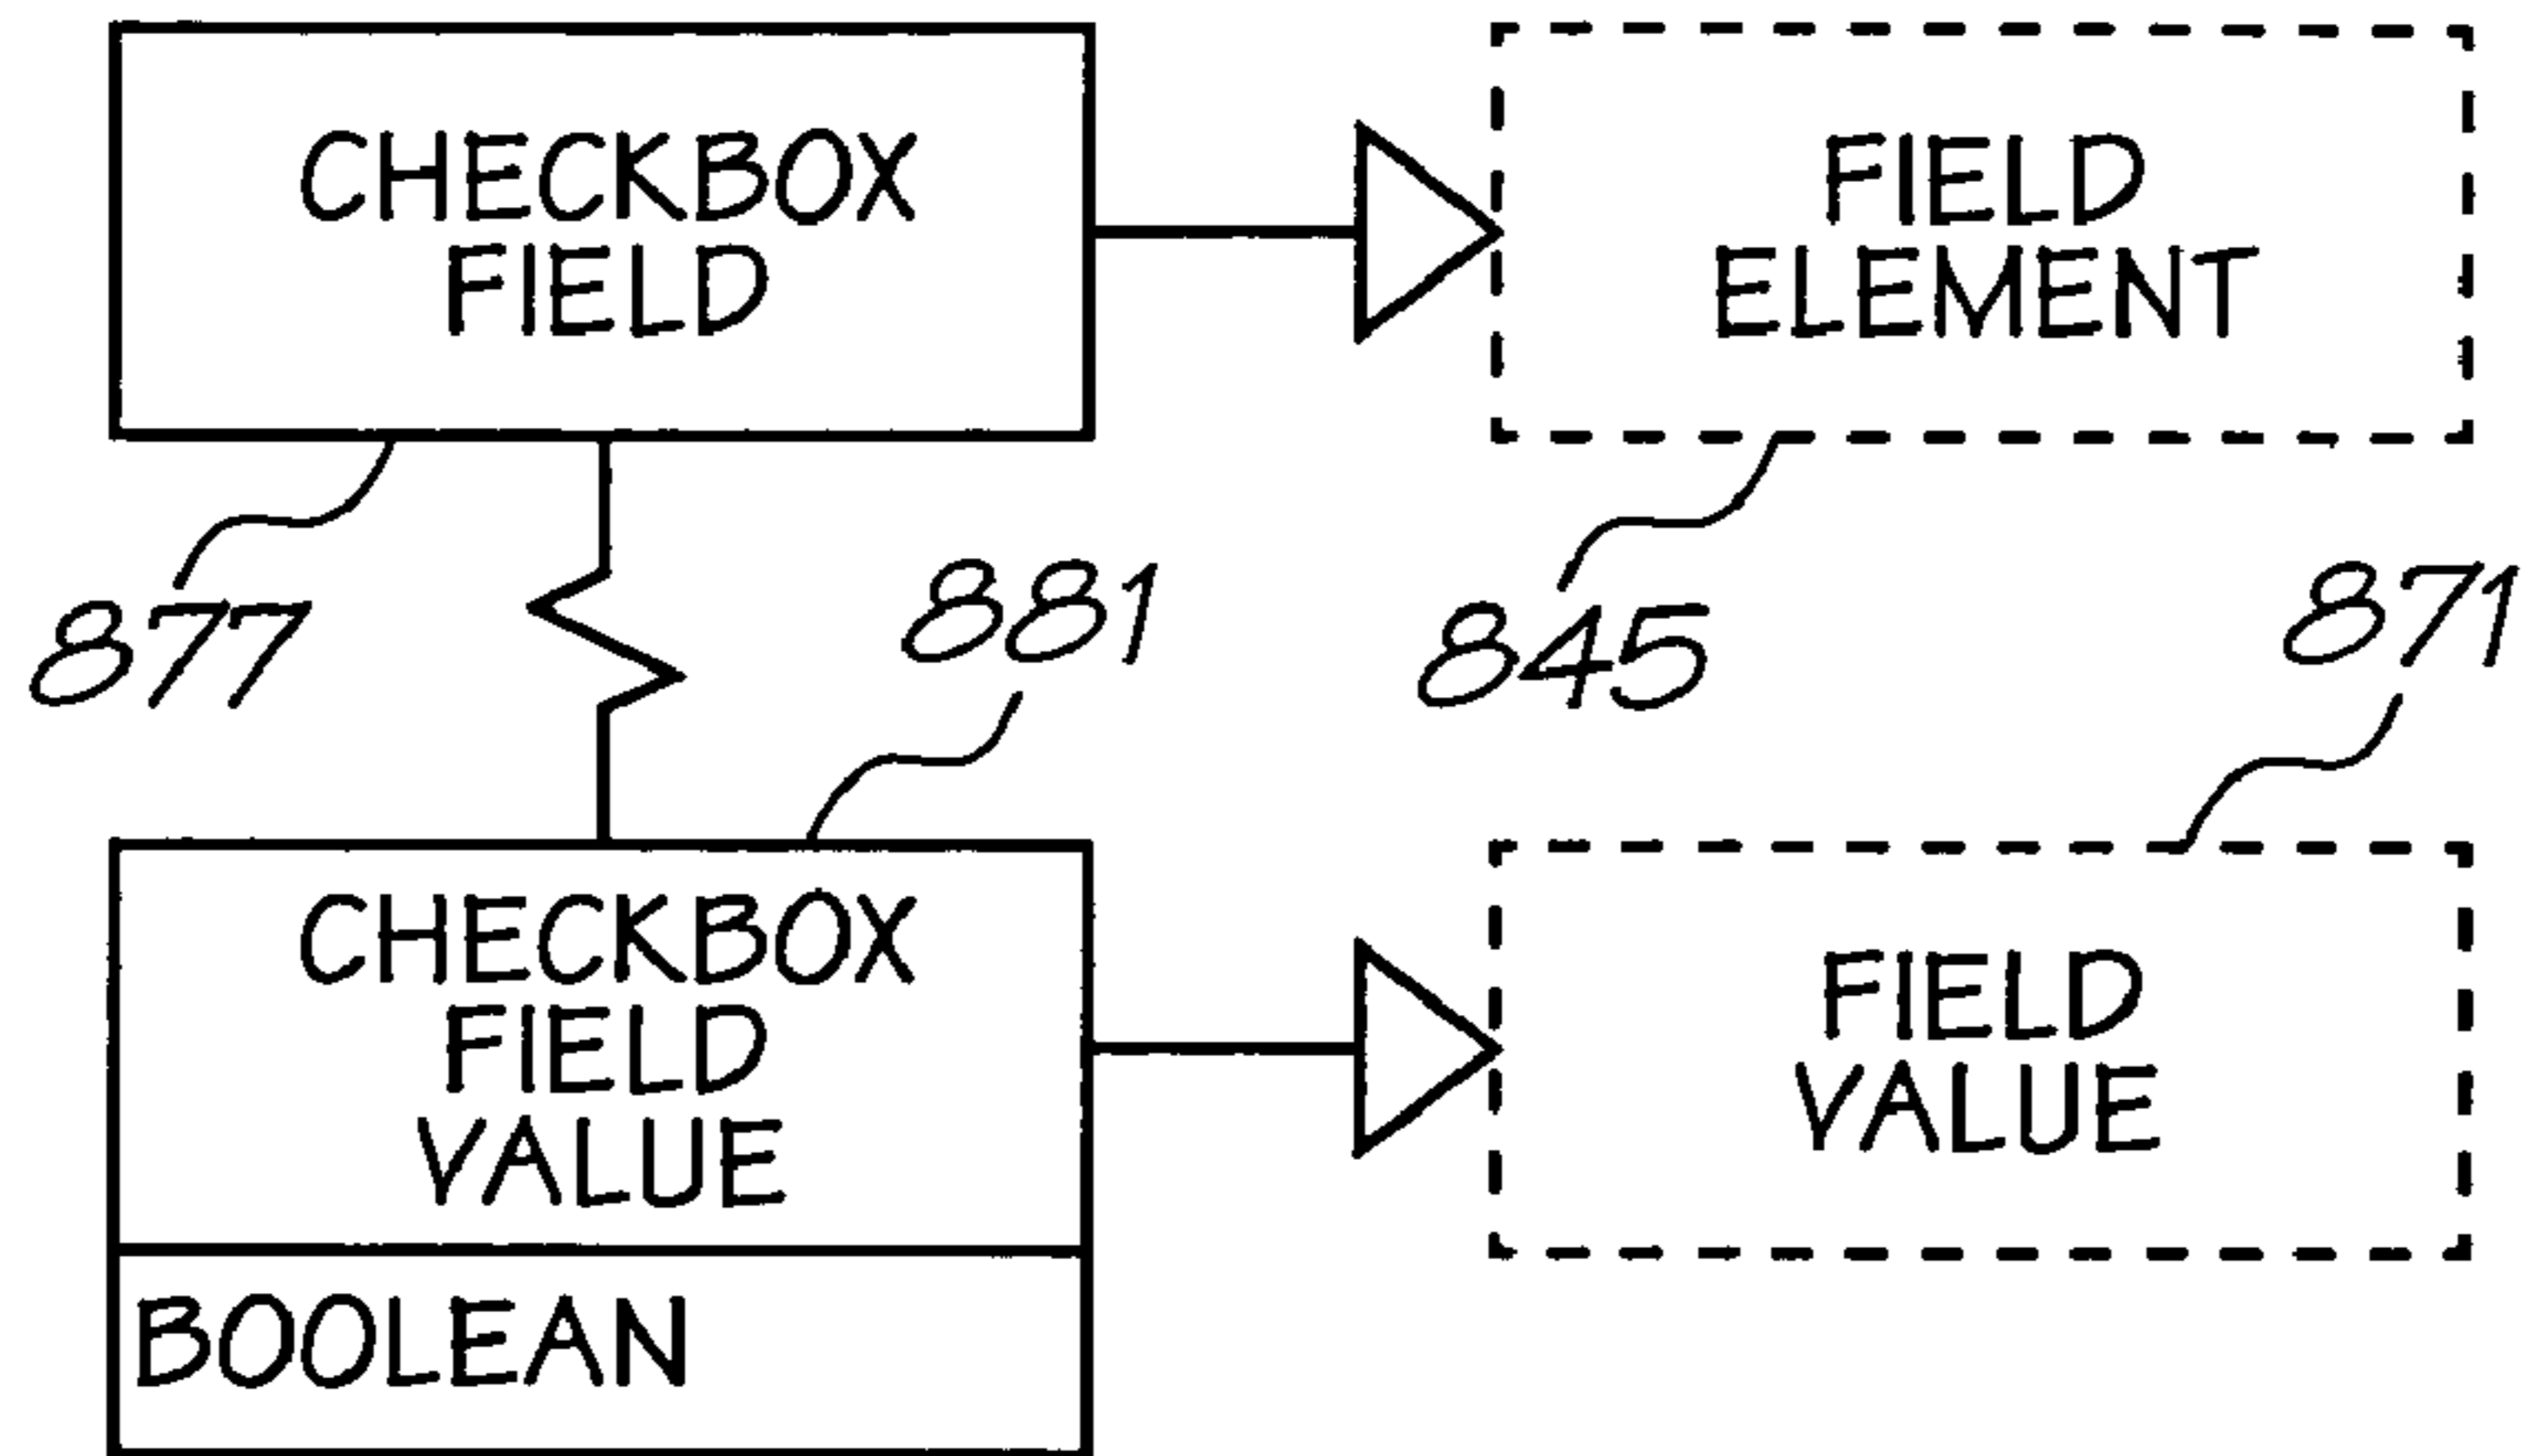 CHECKBOX
FIELD
FIELD
ELEMENT
877
881
845
871
CHECKBOX
FIELD
VALUE
FIELD
VALUE
BOOLEAN